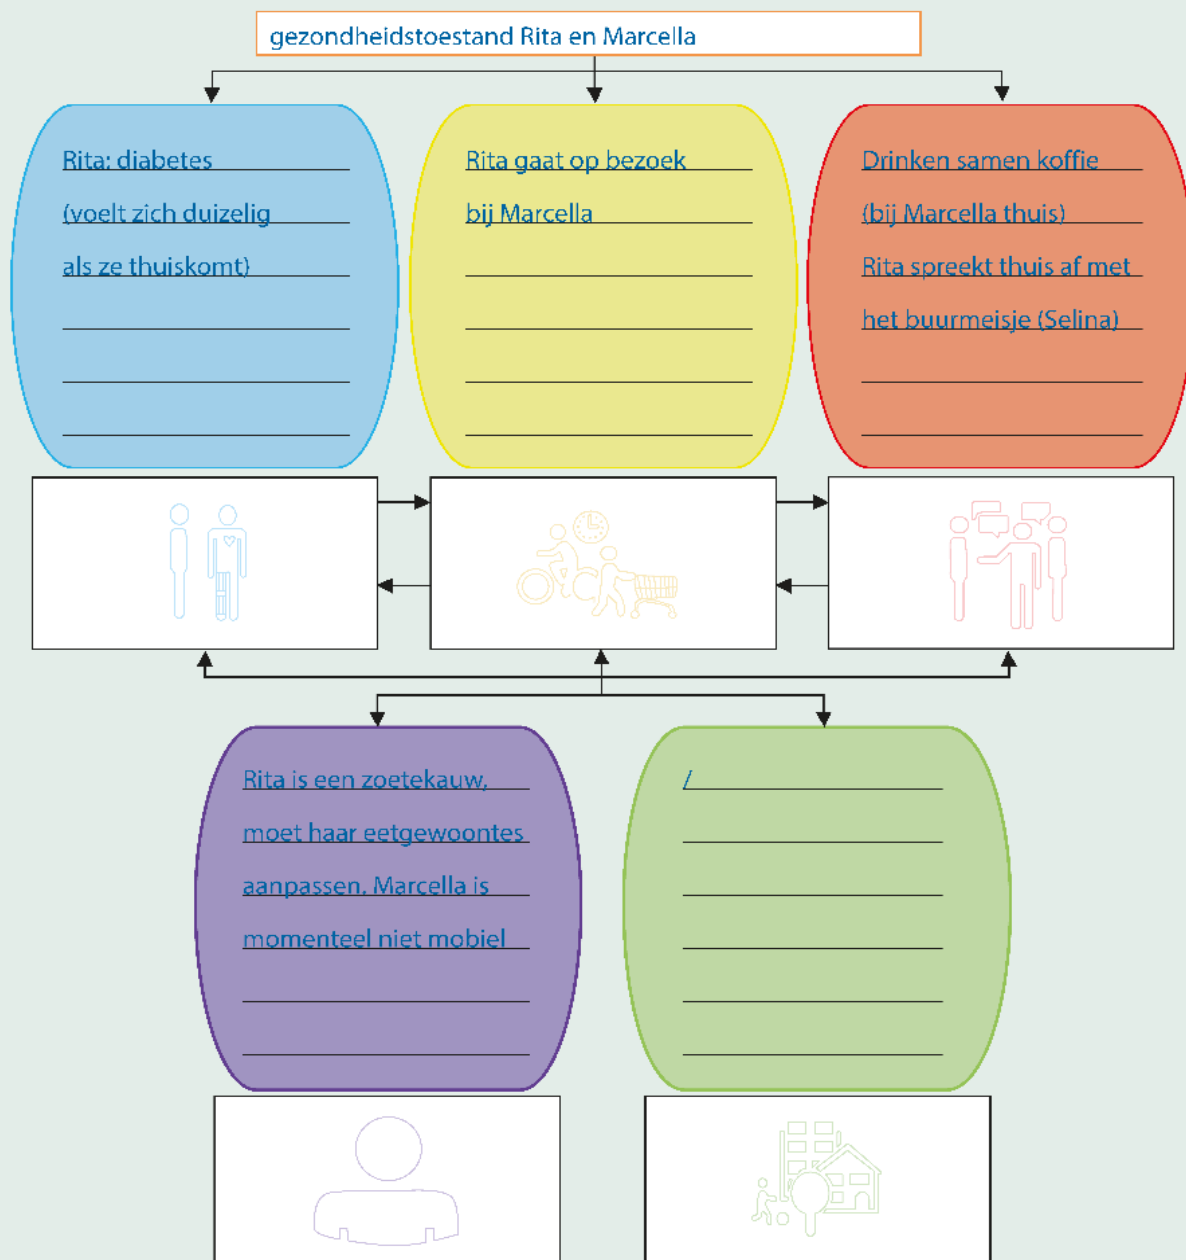 gezondheidstoestand Rita en Marcella
Rita: diabetes
(voelt zich duizelig
als ze thuiskomt)
Rita gaat op bezoek
bij Marcella
Drinken samen koffie
(bij Marcella thuis)
Rita spreekt thuis af met
het buurmeisje (Selina)
Rita is een zoetekauw,
moet haar eetgewoontes
aanpassen. Marcella is
momenteel niet mobiel
/